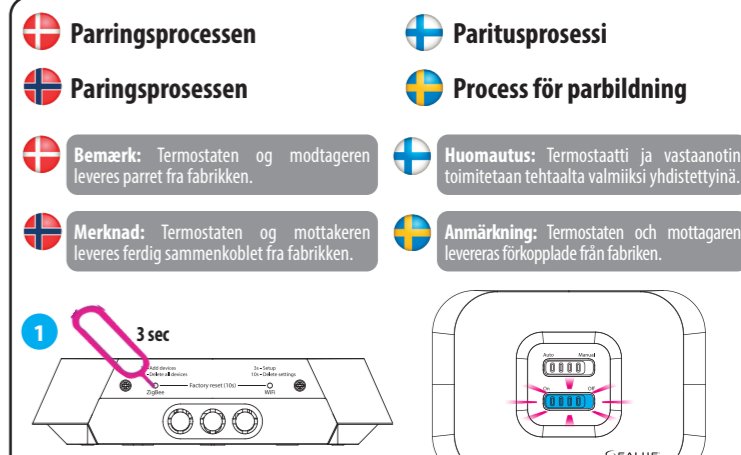 Parringsprocessen
Paringsprosessen
Paritusprosessi
Process för parbildning
Bemærk: Termostaten og modtageren
leveres parret fra fabrikken.
Merknad: Termostaten og mottakeren
leveres ferdig sammenkoblet fra fabrikken.
Huomautus: Termostaatti ja vastaanotin
toimitetaan tehtaalta valmiiksi yhdistettyinä.
Anmärkning: Termostaten och mottagaren
levereras förkopplade från fabriken.
1
3 sec
Add devices
Delete all devices
3s – Setup
10s – Delete settings
Factory reset (10s)
ZigBee
WiFi
Auto Manual
On Off